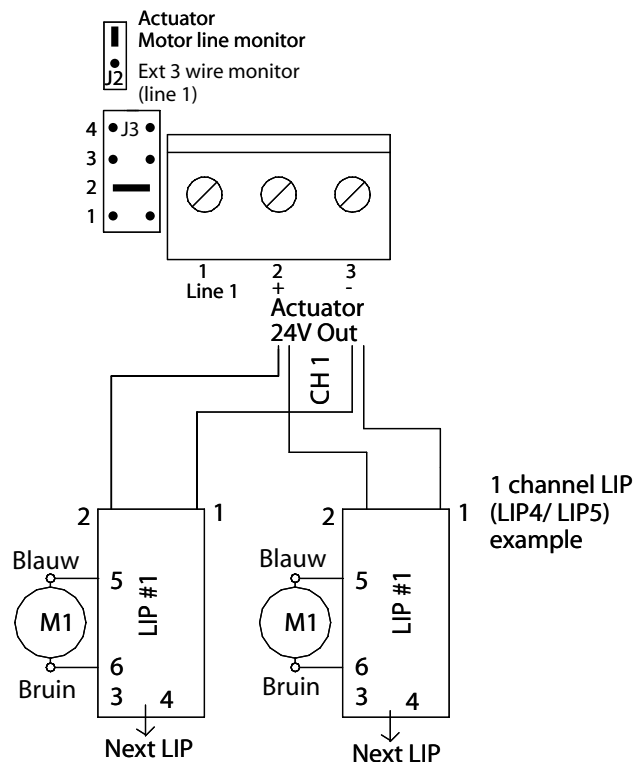 Actuator
Motor line monitor
J2 Ext 3 wire monitor
(line 1)
4 J3
3
2
1
1 2 3
Line 1 + -
Actuator
24V Out
CH 1
1 channel LIP
(LIP4/ LIP5)
example
2 1
Blauw
5
LIP #1
M1
6
Bruin
3 4
Next LIP
2 1
Blauw
5
LIP #1
M1
6
Bruin
3 4
Next LIP